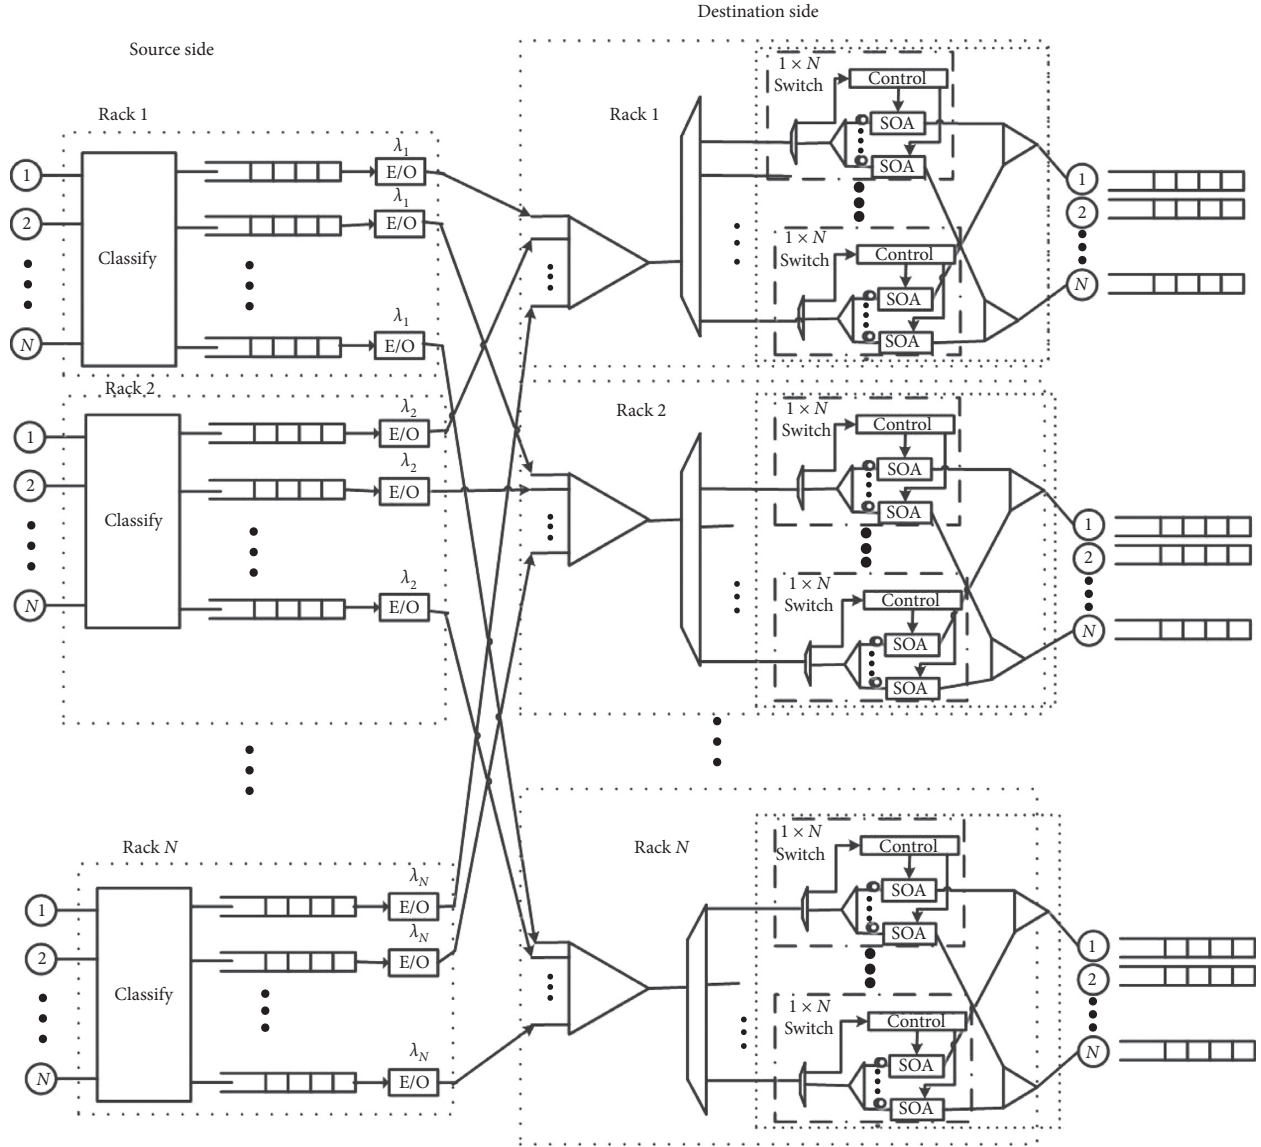 Destination side
Source side
Rack 1
1
2
N
Classify
λ1
E/O
λ1
E/O
λ1
E/O
Rack 1
1 × N
Switch
Control
SOA
SOA
1 × N
Switch
Control
SOA
SOA
1
2
N
Rack 2
1
2
N
Classify
λ2
E/O
λ2
E/O
λ2
E/O
Rack 2
1 × N
Switch
Control
SOA
SOA
1 × N
Switch
Control
SOA
SOA
1
2
N
Rack N
1
2
N
Classify
λN
E/O
λN
E/O
λN
E/O
Rack N
1 × N
Switch
Control
SOA
SOA
1 × N
Switch
Control
SOA
SOA
1
2
N